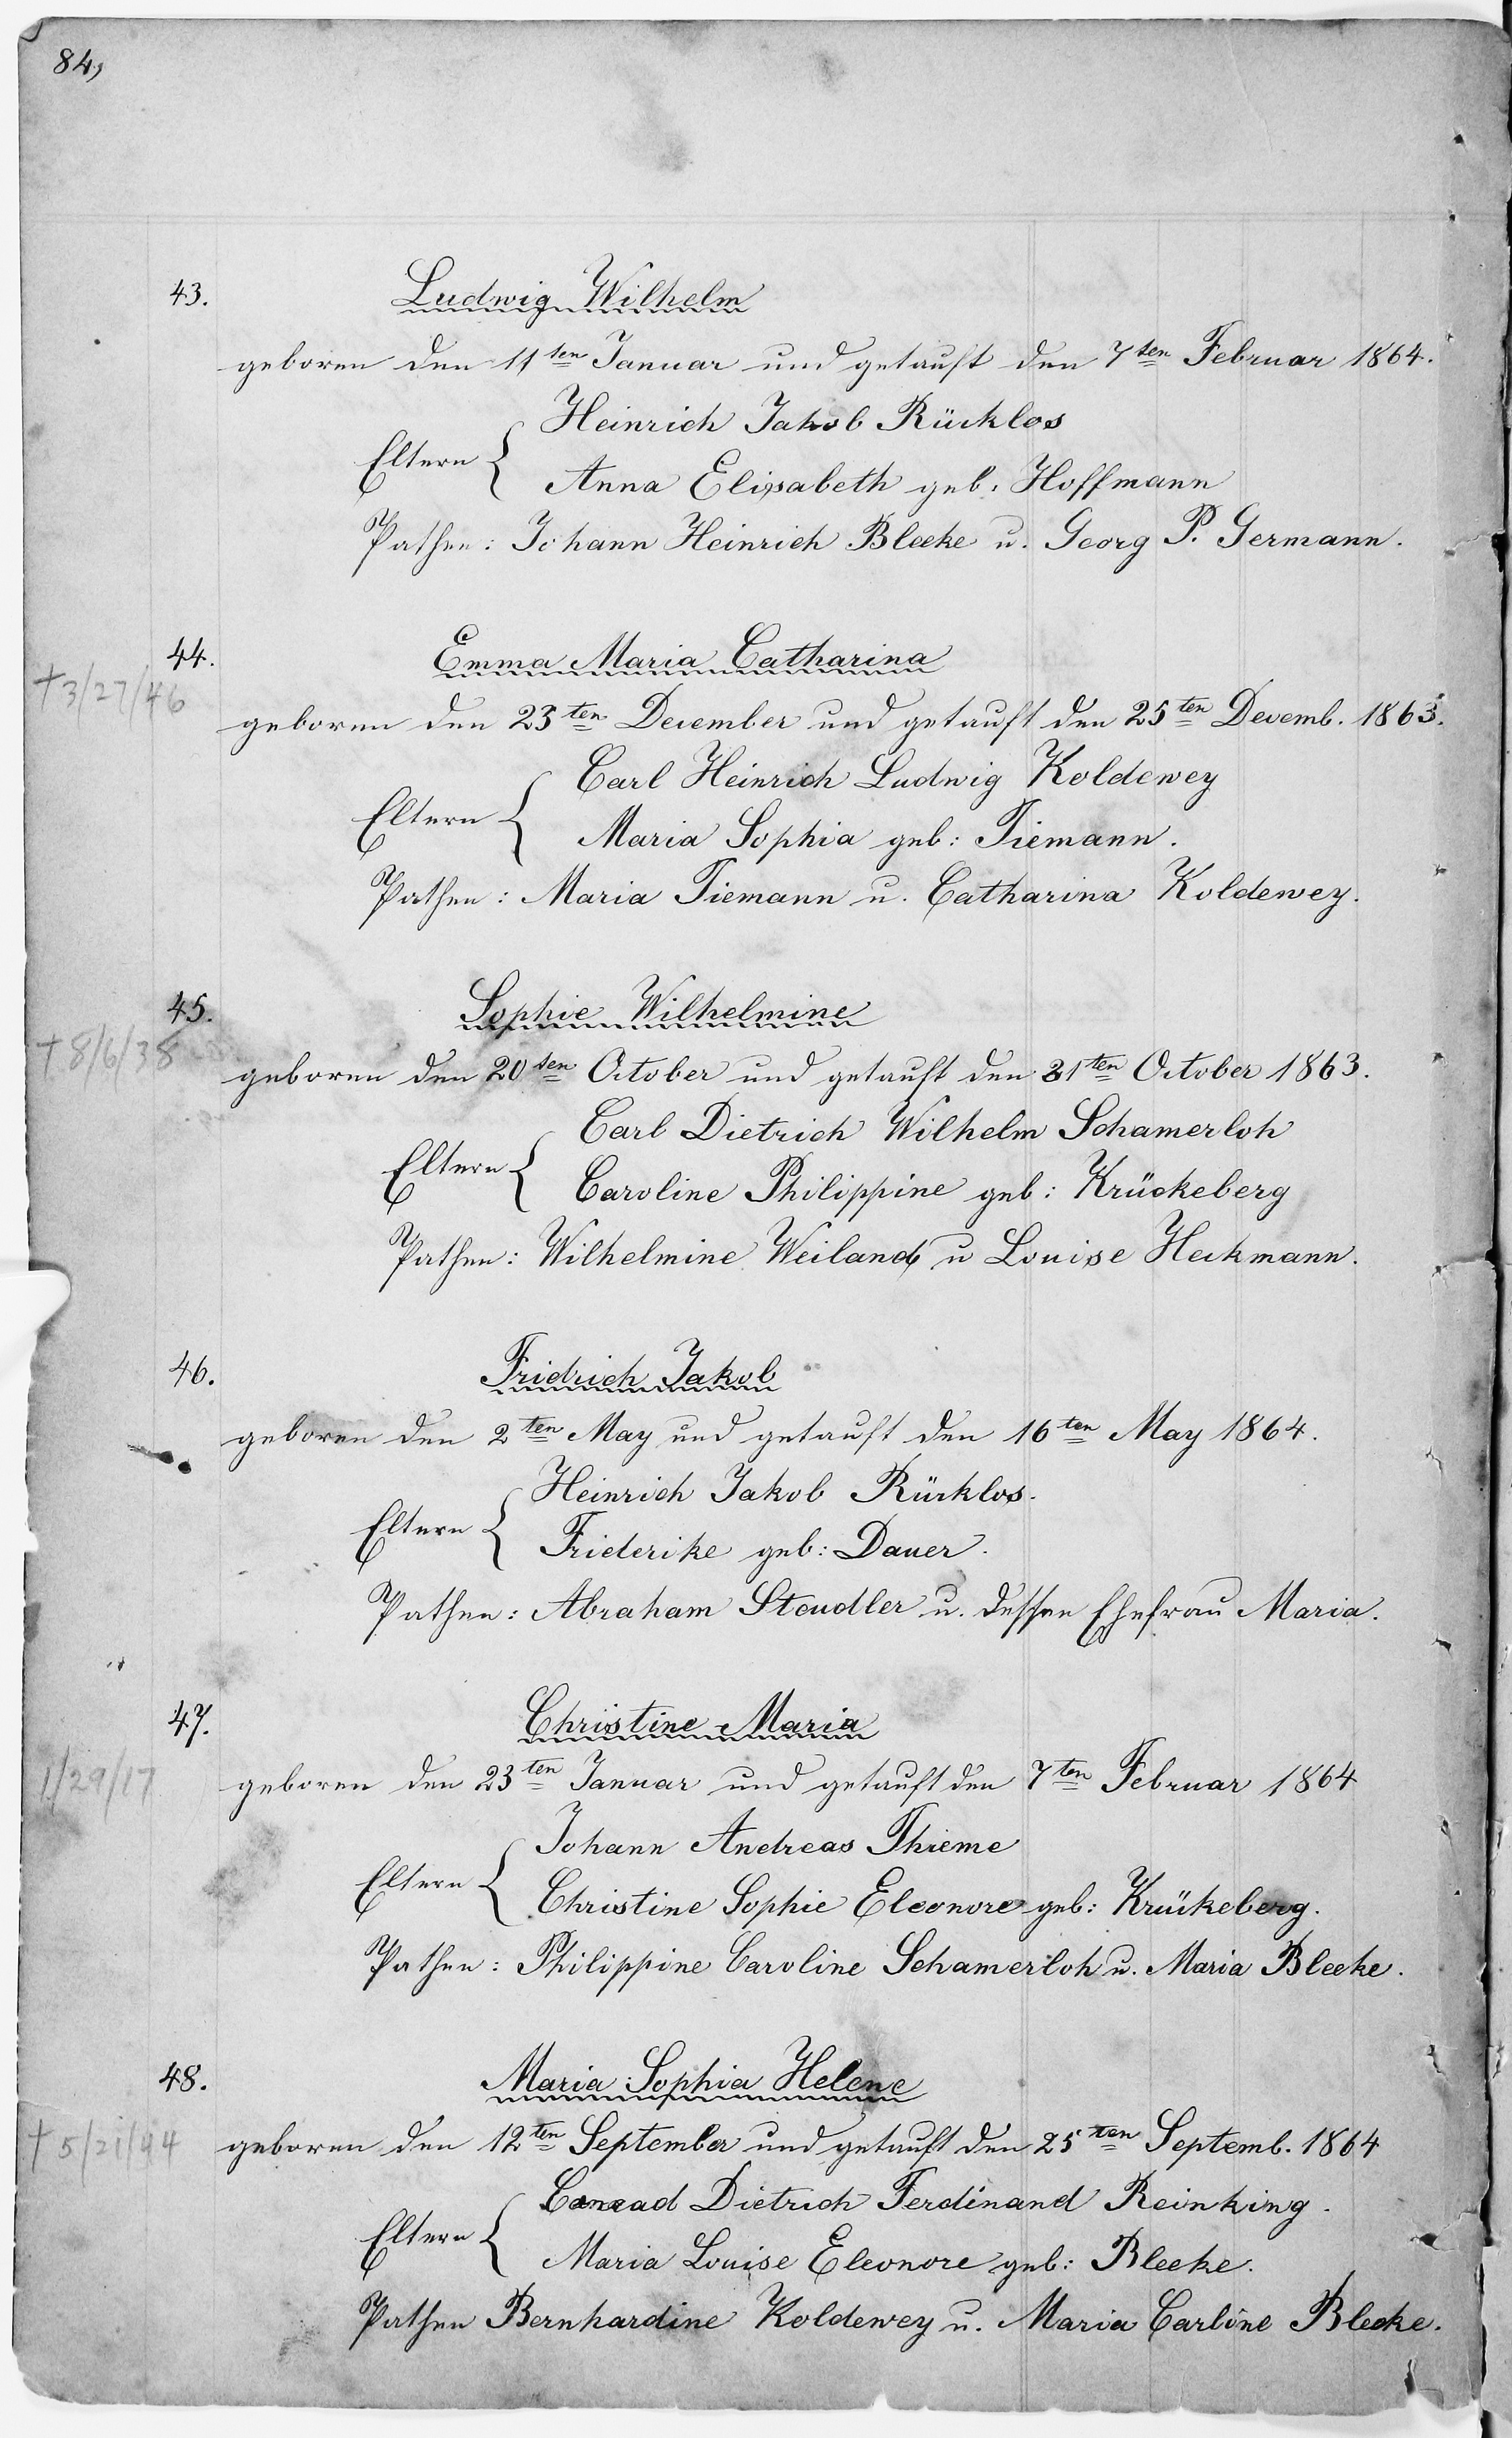 84,
43. Ludwig Wilhelm
geboren den 11ten Januar und getauft den 7ten Februar 1864.
Heinrich Jakob Rücklos
Eltern {
Anna Elisabeth geb: Hoffmann
Pathen: Johann Heinrich Bleeke u. Georg P. Germann.
44. Emma Maria Catharina
+3/27/46
geboren den 23ten December und getauft den 25ten Decemb. 1863.
Carl Heinrich Ludwig Koldewey
Eltern {
Maria Sophia geb: Tiemann.
Pathen: Maria Tiemann u. Catharina Koldewey.
45. Sophie Wilhelmine
+8/6/38
geboren den 20ten October und getauft den 31ten October 1863.
Carl Dietrich Wilhelm Schamerloh
Eltern {
Caroline Philippine geb: Krückeberg
Pathen: Wilhelmine Weiland u Louise Heckmann.
46. Fridrich Jakob
geboren den 2ten May und getauft den 16ten May 1864.
Heinrich Jakob Rücklos.
Eltern {
Friederike geb: Dauer.
Pathen: Abraham Steudler u. dessen Ehefrau Maria.
47. Christine Maria
1/29/17
geboren den 23ten Januar und getauft den 7ten Februar 1864
Johann Andreas Thieme
Eltern {
Christine Sophie Eleonore geb: Krückeberg.
Pathen: Philippine Caroline Schamerloh u. Maria Bleeke.
48. Maria Sophia Helene
+5/21/44
geboren den 12ten September und getauft den 25ten Septemb. 1864
Conrad Dietrich Ferdinand Reinking.
Eltern {
Maria Louise Eleonore geb: Bleeke.
Pathen Bernhardine Koldewey u. Maria Carline Bleeke.